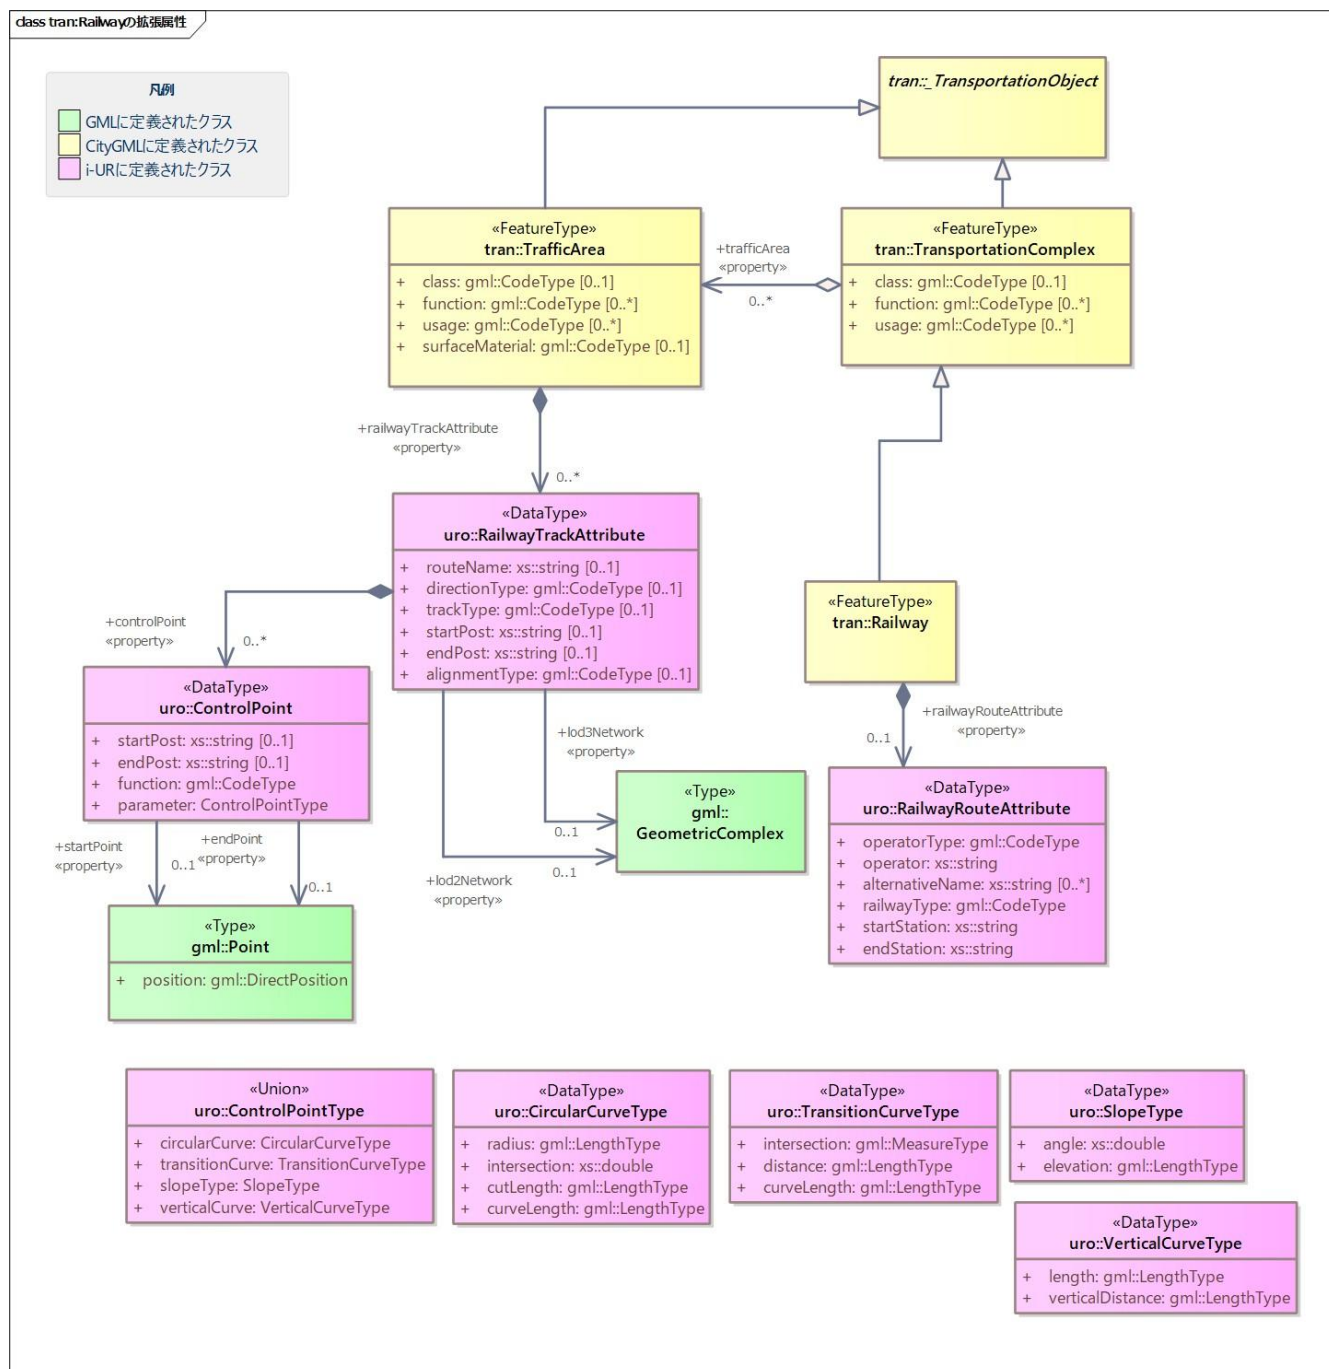 class tran:Railwayの拡張属性
凡例
GMLに定義されたクラス
CityGMLに定義されたクラス
i-URに定義されたクラス
tran::_TransportationObject
«FeatureType»
tran::TrafficArea
+ class: gml::CodeType [0..1]
+ function: gml::CodeType [0..*]
+ usage: gml::CodeType [0..*]
+ surfaceMaterial: gml::CodeType [0..1]
+trafficArea
«property»
0..*
«FeatureType»
tran::TransportationComplex
+ class: gml::CodeType [0..1]
+ function: gml::CodeType [0..*]
+ usage: gml::CodeType [0..*]
+railwayTrackAttribute
«property»
0..*
«DataType»
uro::RailwayTrackAttribute
+ routeName: xs::string [0..1]
+ directionType: gml::CodeType [0..1]
+ trackType: gml::CodeType [0..1]
+ startPost: xs::string [0..1]
+ endPost: xs::string [0..1]
+ alignmentType: gml::CodeType [0..1]
«FeatureType»
tran::Railway
+controlPoint
«property»
0..*
«DataType»
uro::ControlPoint
+ startPost: xs::string [0..1]
+ endPost: xs::string [0..1]
+ function: gml::CodeType
+ parameter: ControlPointType
+lod3Network
«property»
0..1
+lod2Network
«property»
0..1
«Type»
gml::
GeometricComplex
+railwayRouteAttribute
«property»
0..1
«DataType»
uro::RailwayRouteAttribute
+ operatorType: gml::CodeType
+ operator: xs::string
+ alternativeName: xs::string [0..*]
+ railwayType: gml::CodeType
+ startStation: xs::string
+ endStation: xs::string
+startPoint
«property»
0..1
+endPoint
«property»
0..1
«Type»
gml::Point
+ position: gml::DirectPosition
«Union»
uro::ControlPointType
+ circularCurve: CircularCurveType
+ transitionCurve: TransitionCurveType
+ slopeType: SlopeType
+ verticalCurve: VerticalCurveType
«DataType»
uro::CircularCurveType
+ radius: gml::LengthType
+ intersection: xs::double
+ cutLength: gml::LengthType
+ curveLength: gml::LengthType
«DataType»
uro::TransitionCurveType
+ intersection: gml::MeasureType
+ distance: gml::LengthType
+ curveLength: gml::LengthType
«DataType»
uro::SlopeType
+ angle: xs::double
+ elevation: gml::LengthType
«DataType»
uro::VerticalCurveType
+ length: gml::LengthType
+ verticalDistance: gml::LengthType